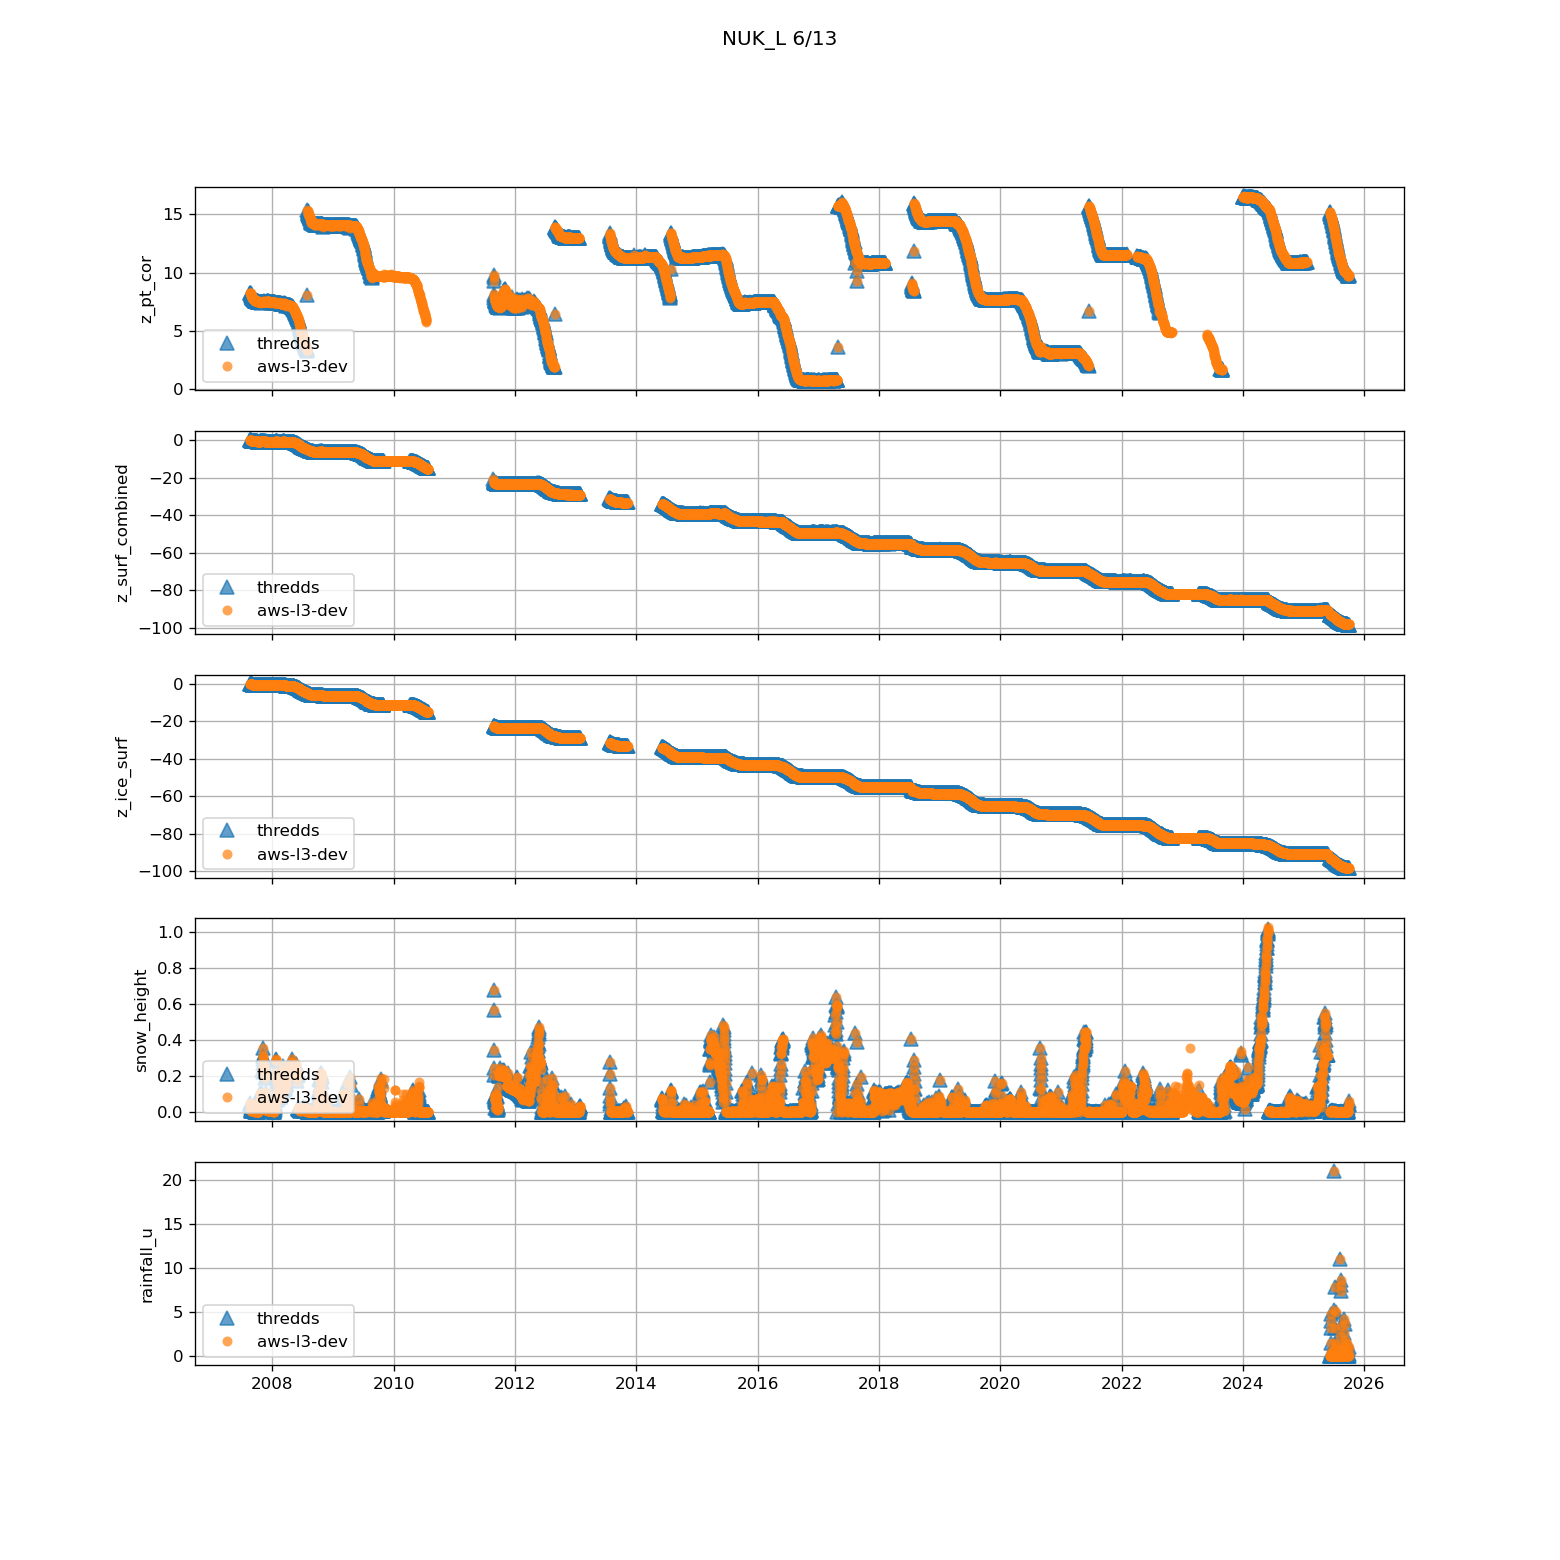 NUK_L 6/13
z_pt_cor
15
10
5
0
thredds
aws-l3-dev
z_surf_combined
0
−20
−40
−60
−80
−100
thredds
aws-l3-dev
z_ice_surf
0
−20
−40
−60
−80
−100
thredds
aws-l3-dev
snow_height
1.0
0.8
0.6
0.4
0.2
0.0
thredds
aws-l3-dev
rainfall_u
20
15
10
5
0
thredds
aws-l3-dev
2008 2010 2012 2014 2016 2018 2020 2022 2024 2026